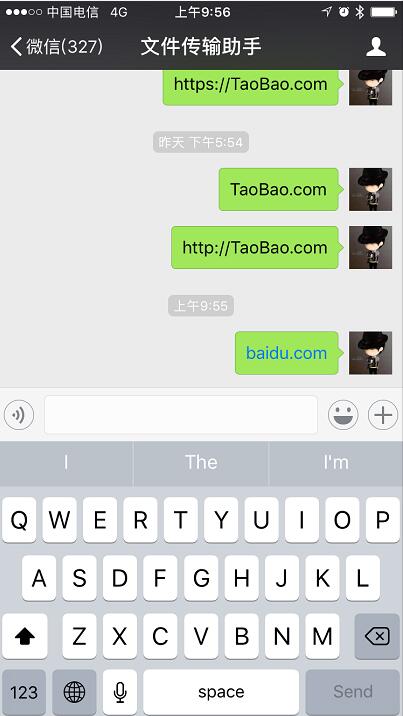 中国电信 4G 上午9:56
微信(327) 文件传输助手
https://TaoBao.com
昨天 下午5:54
TaoBao.com
http://TaoBao.com
上午9:55
baidu.com
I The I'm
Q W E R T Y U I O P
A S D F G H J K L
Z X C V B N M
123 space Send